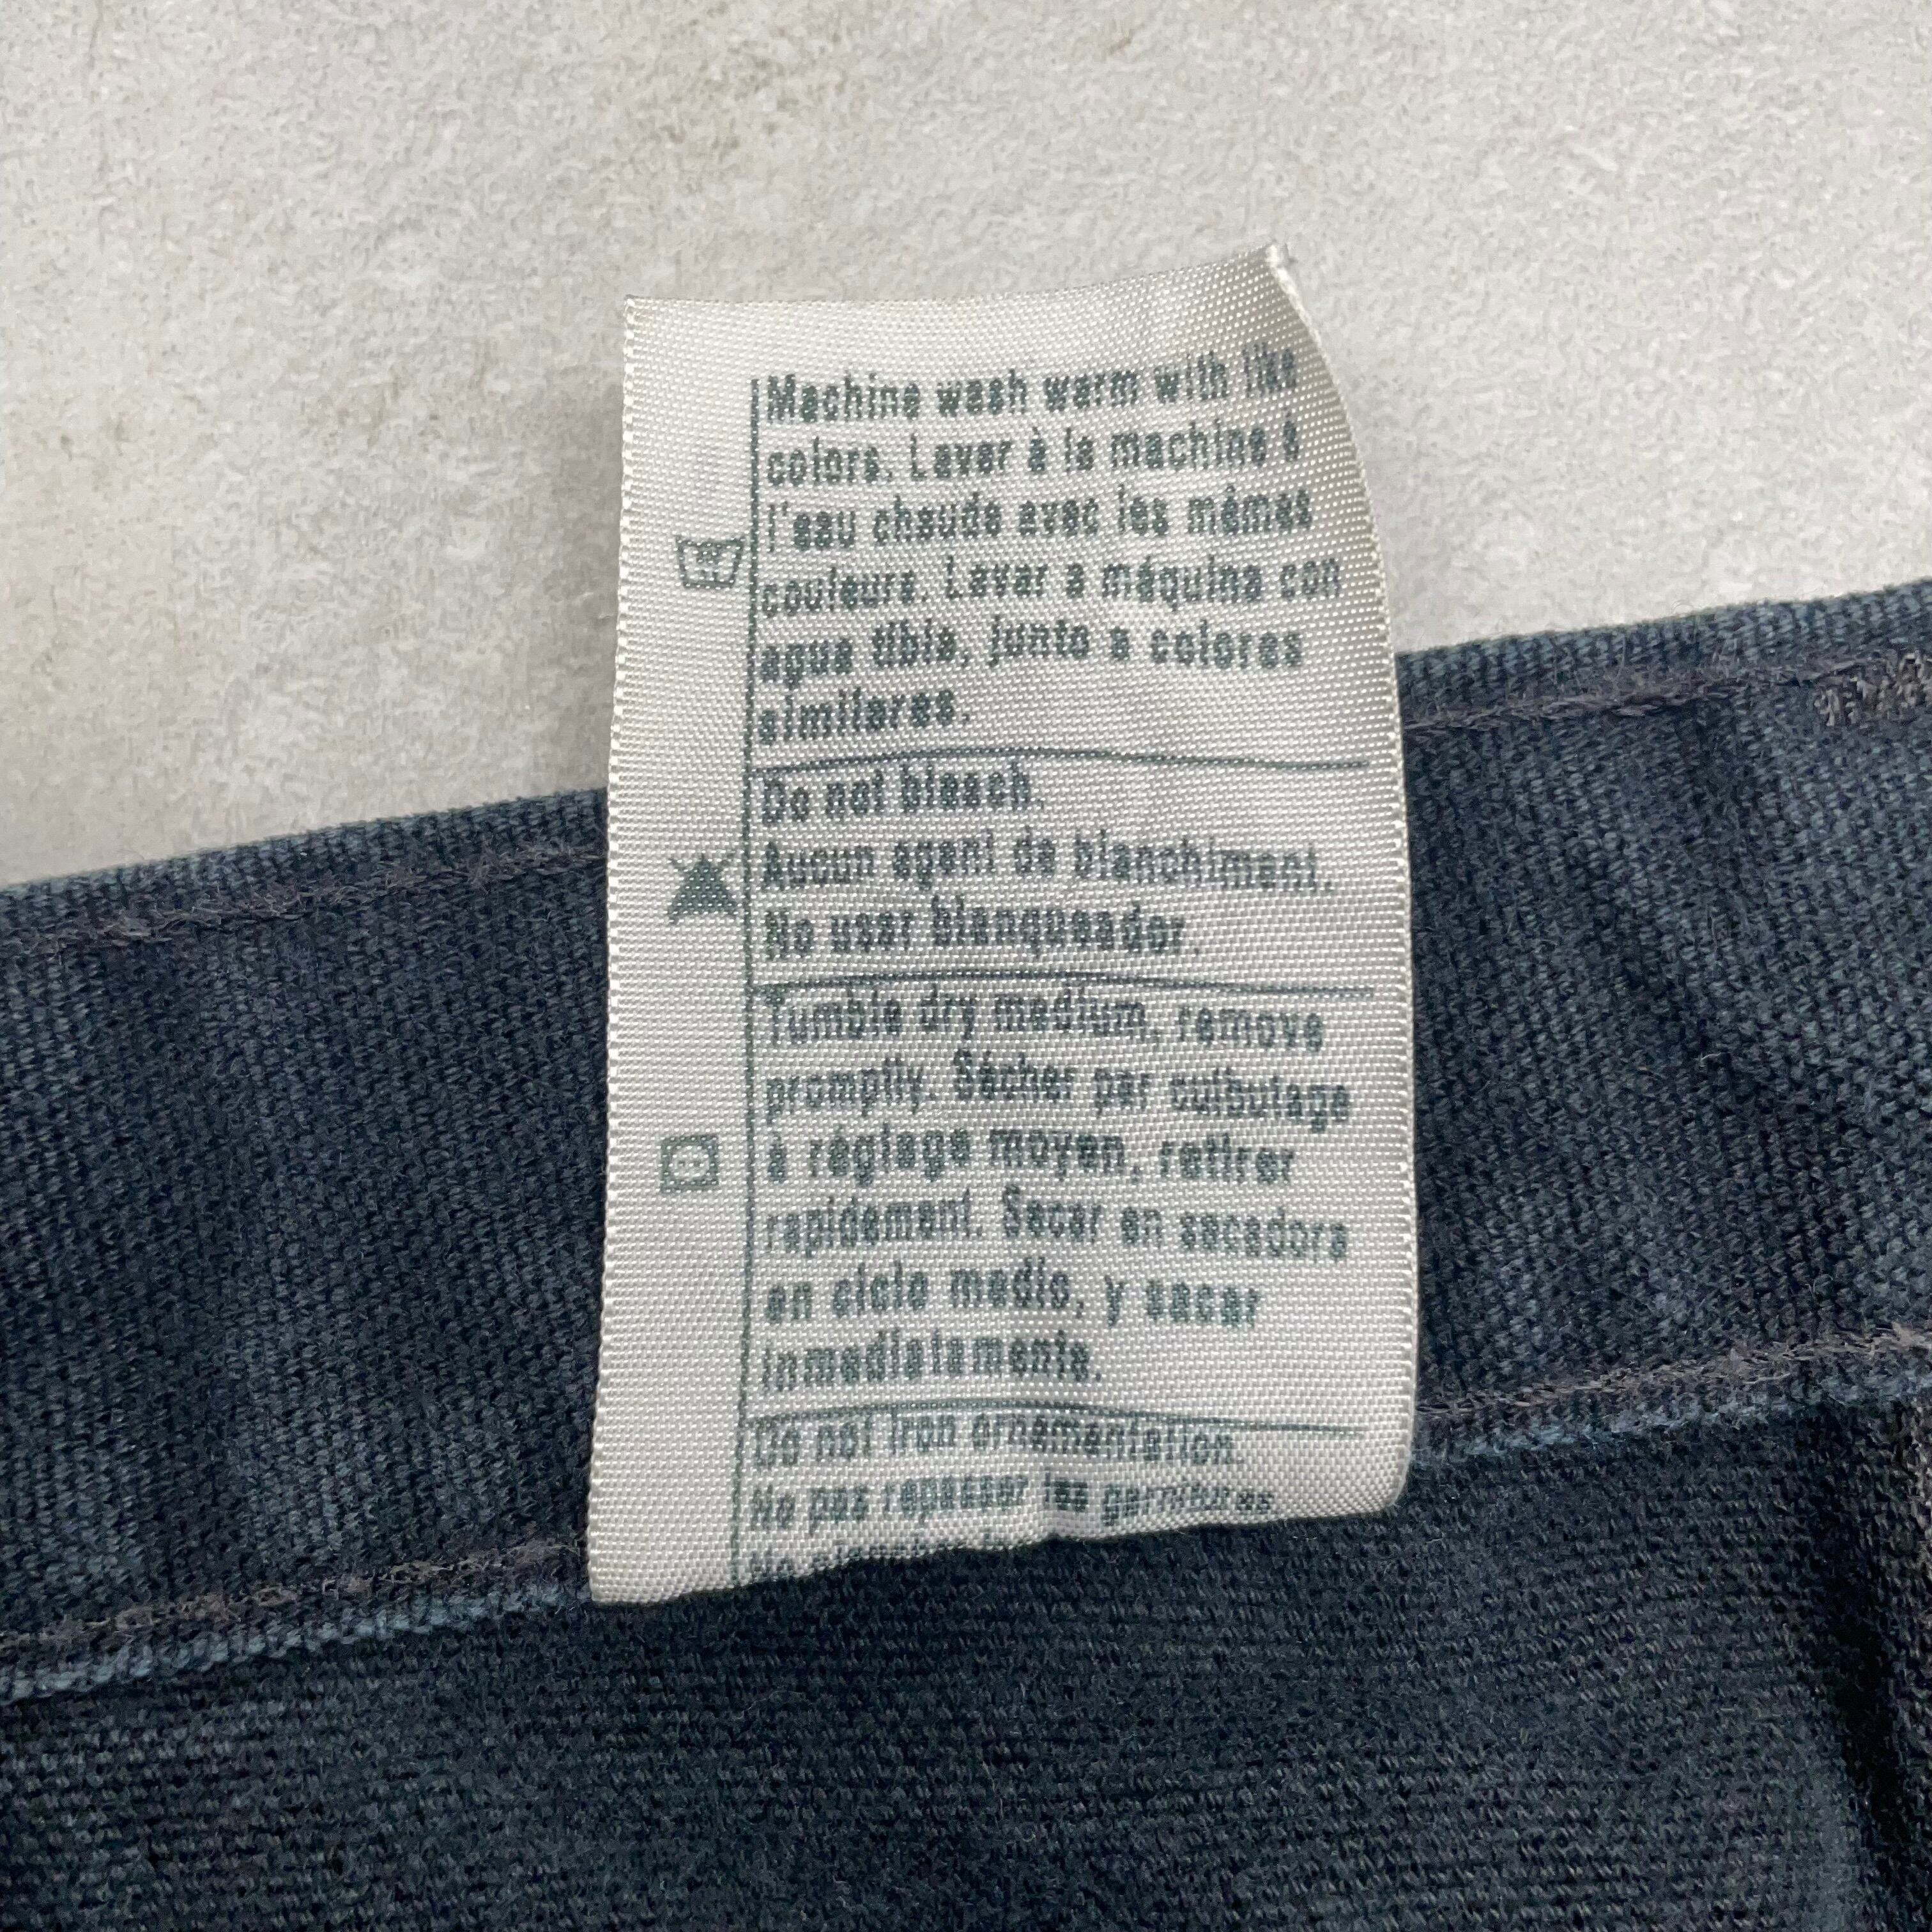 Machine wash warm with like
colors. Laver à la machine à
l'eau chaude avec les mêmes
couleurs. Lavar a máquina con
agua tibia, junto a colores
similares.
Do not bleach.
Aucun agent de blanchiment.
No usar blanqueador.
Tumble dry medium, remove
promptly. Sécher par culbutage
à réglage moyen, retirer
rapidement. Secar en secadora
en ciclo medio, y sacar
inmediatamente.
Do not iron ornamentation.
Ne pas repasser les garnitures.